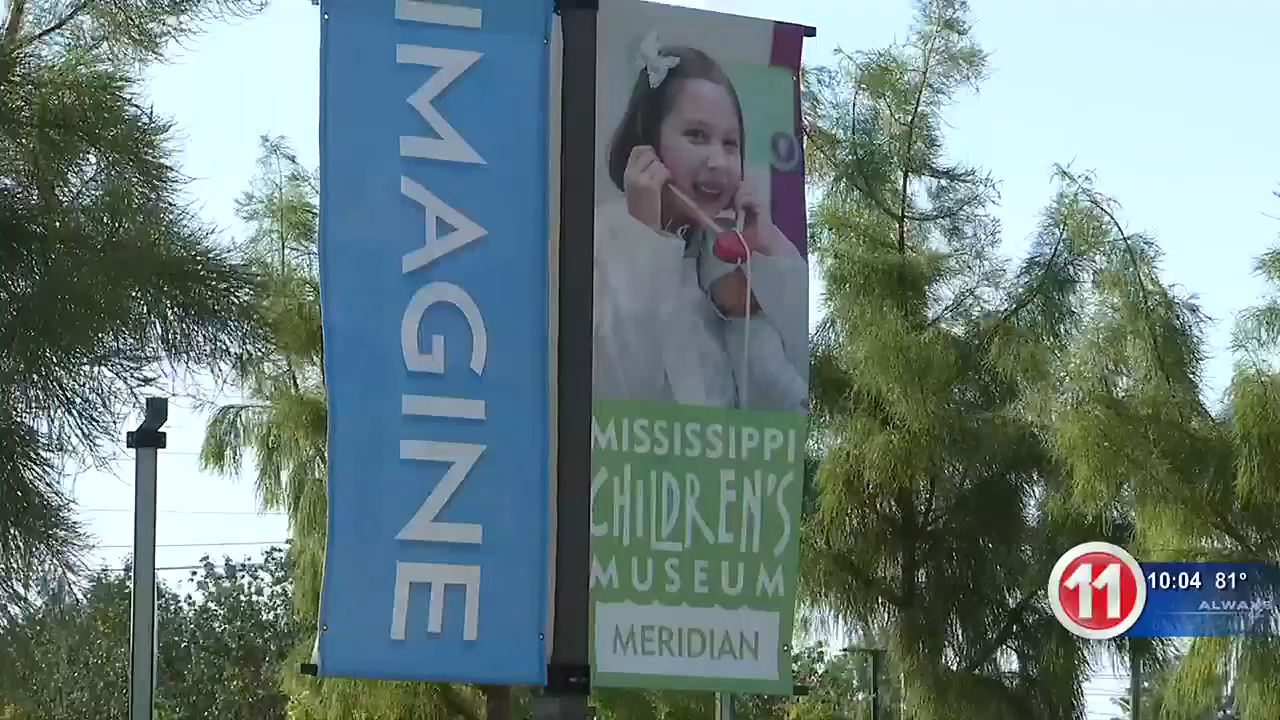 IMAGINE
MISSISSIPPI
CHILDREN'S
MUSEUM
MERIDIAN
11
10:04 81°